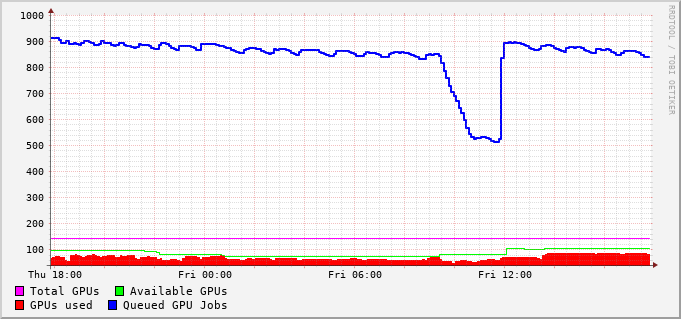 1000
900
800
700
600
500
400
300
200
100
Thu 18:00 Fri 00:00 Fri 06:00 Fri 12:00
Total GPUs Available GPUs
GPUs used Queued GPU Jobs
RRDTOOL / TOBI OETIKER